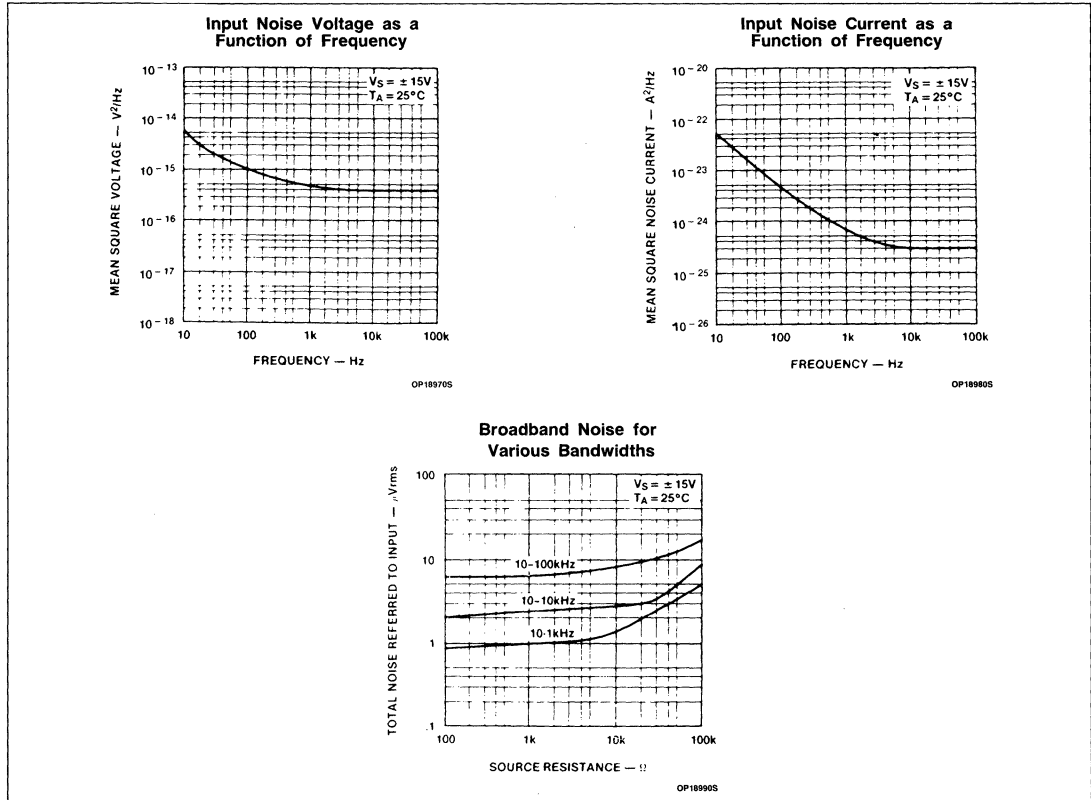 Input Noise Voltage as a
Function of Frequency
10 – 13
10 – 14
10 – 15
10 – 16
10 – 17
10 – 18
MEAN SQUARE VOLTAGE — V²/Hz
VS = ± 15V
TA = 25°C
10
100
1k
10k
100k
FREQUENCY — Hz
OP18970S
Input Noise Current as a
Function of Frequency
10 – 20
10 – 22
10 – 23
10 – 24
10 – 25
10 – 26
MEAN SQUARE NOISE CURRENT — A²/Hz
VS = ± 15V
TA = 25°C
10
100
1k
10k
100k
FREQUENCY — Hz
OP18980S
Broadband Noise for
Various Bandwidths
100
10
1
.1
TOTAL NOISE REFERRED TO INPUT — µVrms
VS = ± 15V
TA = 25°C
10–100kHz
10–10kHz
10-1kHz
100
1k
10k
100k
SOURCE RESISTANCE — Ω
OP18990S